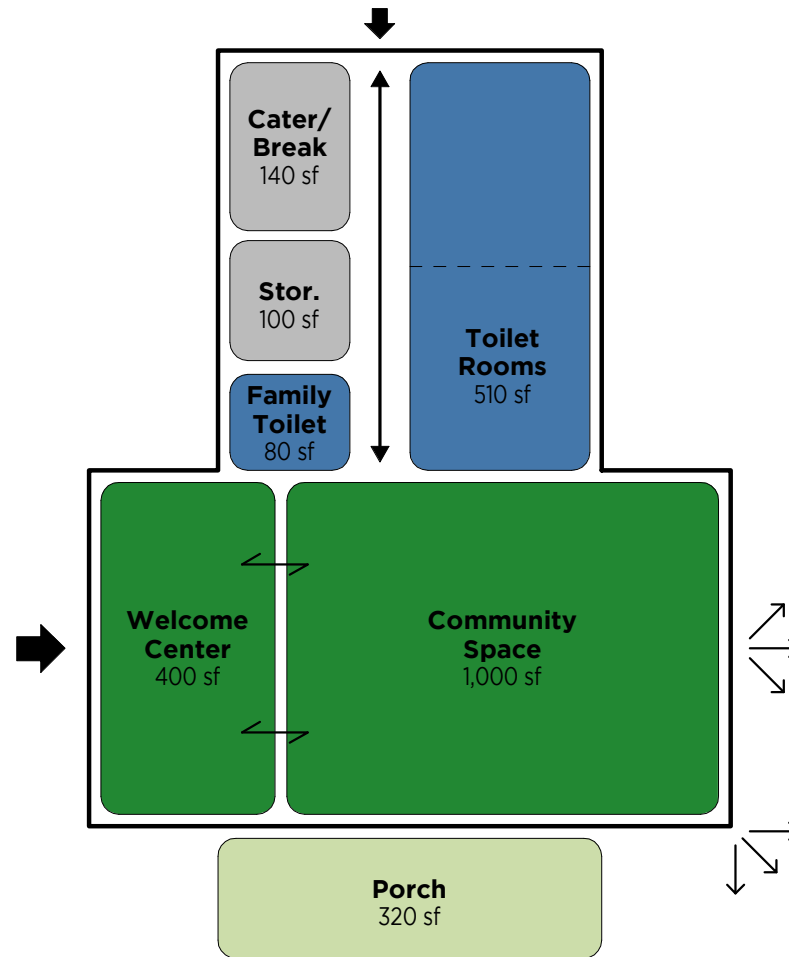 Cater/
Break
140 sf
Stor.
100 sf
Family
Toilet
80 sf
Toilet
Rooms
510 sf
Welcome
Center
400 sf
Community
Space
1,000 sf
Porch
320 sf